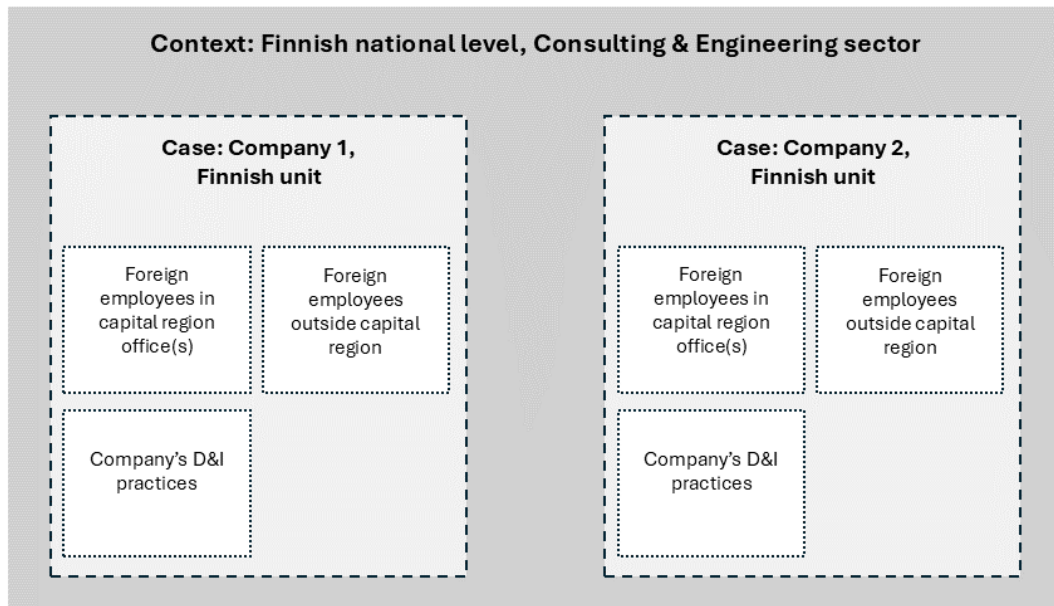 Context: Finnish national level, Consulting & Engineering sector
Case: Company 1,
Finnish unit
Foreign
employees in
capital region
office(s)
Foreign
employees
outside capital
region
Company’s D&I
practices
Case: Company 2,
Finnish unit
Foreign
employees in
capital region
office(s)
Foreign
employees
outside capital
region
Company’s D&I
practices